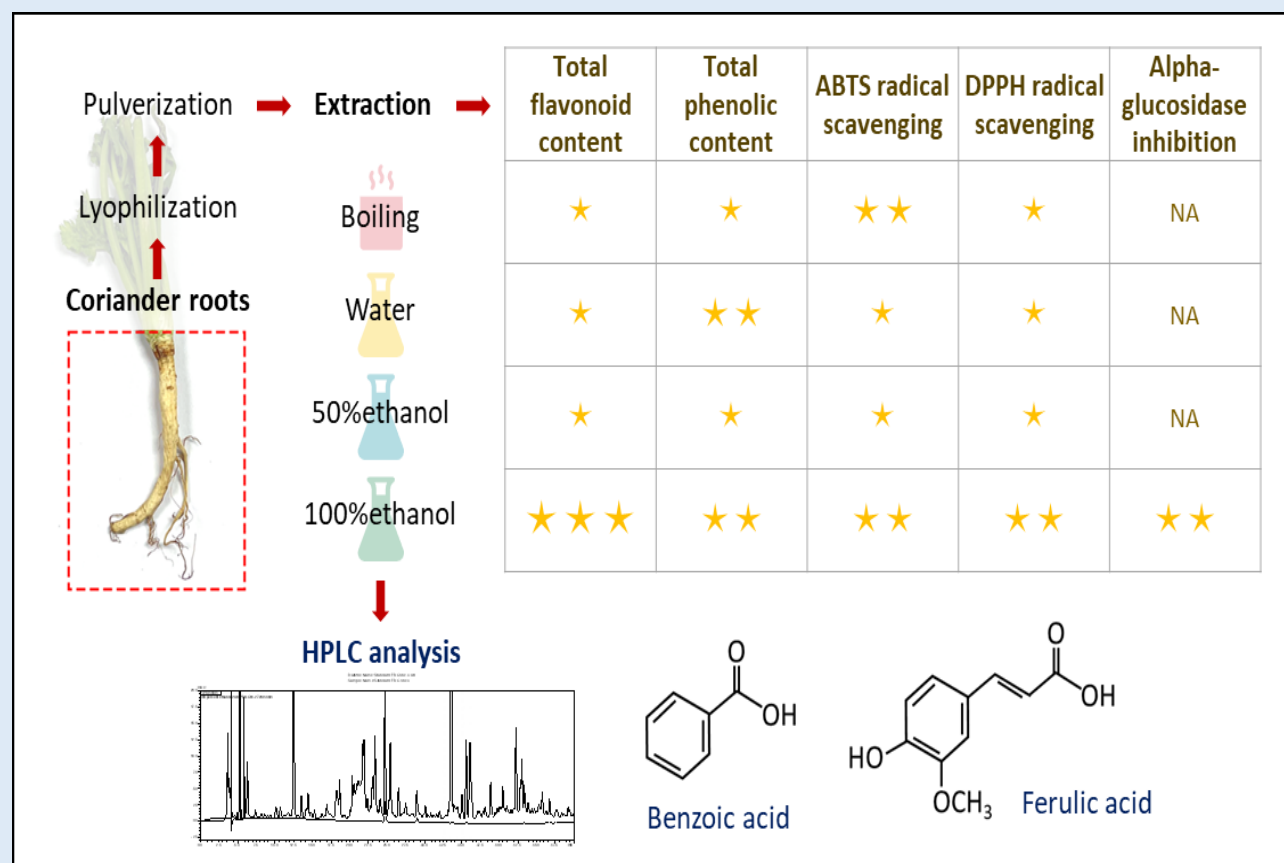 Pulverization
Extraction
Lyophilization
Coriander roots
Boiling
Water
50%ethanol
100%ethanol
Total
flavonoid
content
Total
phenolic
content
ABTS radical
scavenging
DPPH radical
scavenging
Alpha-
glucosidase
inhibition
NA
NA
NA
HPLC analysis
O
OH
Benzoic acid
O
OH
HO
OCH₃
Ferulic acid